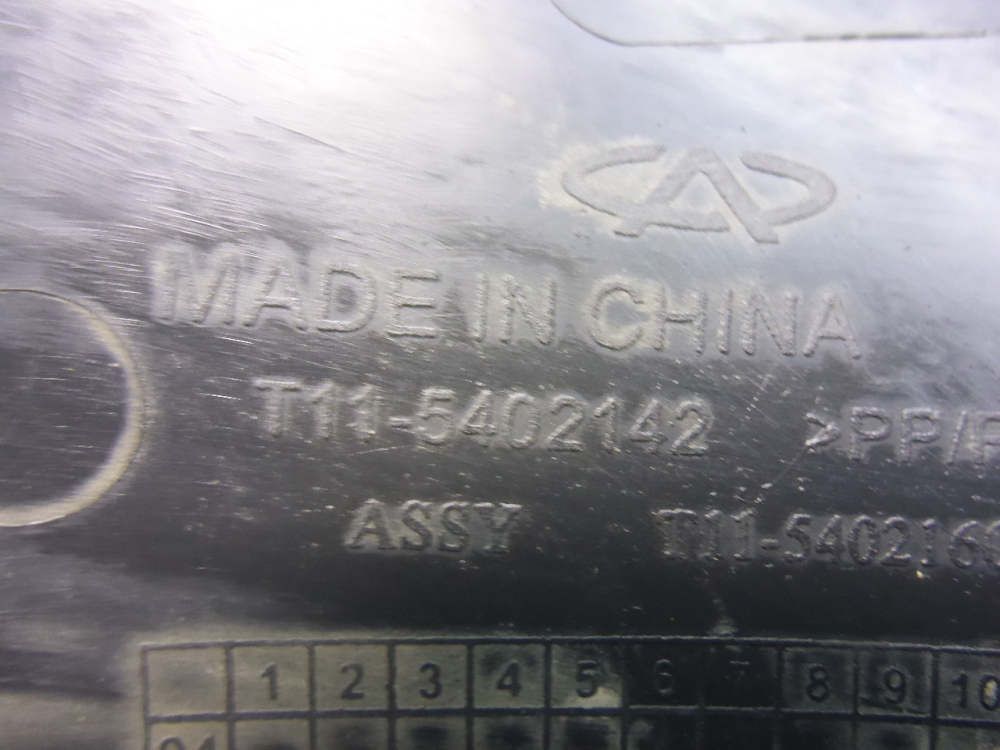 MADE IN CHINA
T11-5402142 >PP/
ASSY T11-540216
1 2 3 4 5 6 7 8 9 10
04